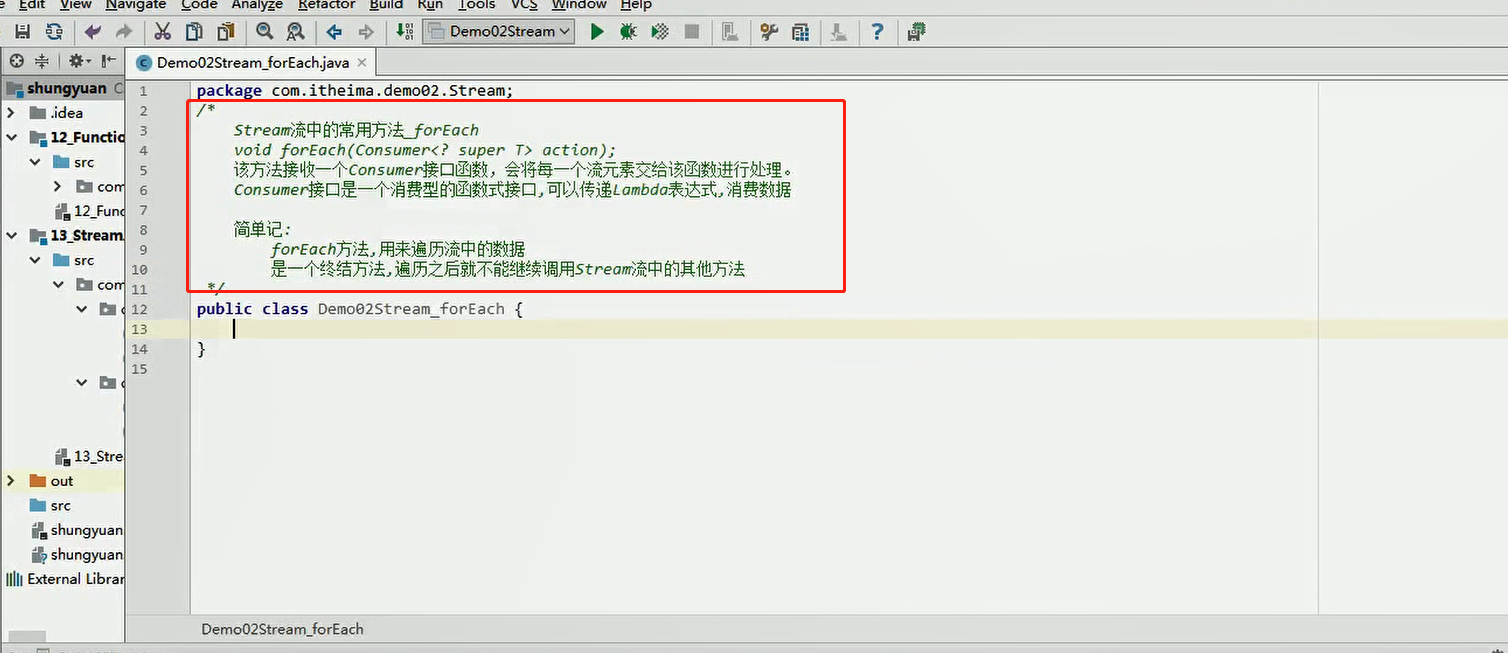 Edit View Navigate Code Analyze Refactor Build Run Tools VCS Window Help
Demo02Stream
Demo02Stream_forEach.java
shungyuan
.idea
12_Functio
src
com
12_Func
13_Stream
src
com
13_Stre
out
src
shungyuan
shungyuan
External Librar
1 package com.itheima.demo02.Stream;
2 /*
3 Stream流中的常用方法_forEach
4 void forEach(Consumer<? super T> action);
5 该方法接收一个Consumer接口函数，会将每一个流元素交给该函数进行处理。
6 Consumer接口是一个消费型的函数式接口,可以传递Lambda表达式,消费数据
7
8 简单记:
9 forEach方法,用来遍历流中的数据
10 是一个终结方法,遍历之后就不能继续调用Stream流中的其他方法
11 */
12 public class Demo02Stream_forEach {
13
14 }
15
Demo02Stream_forEach